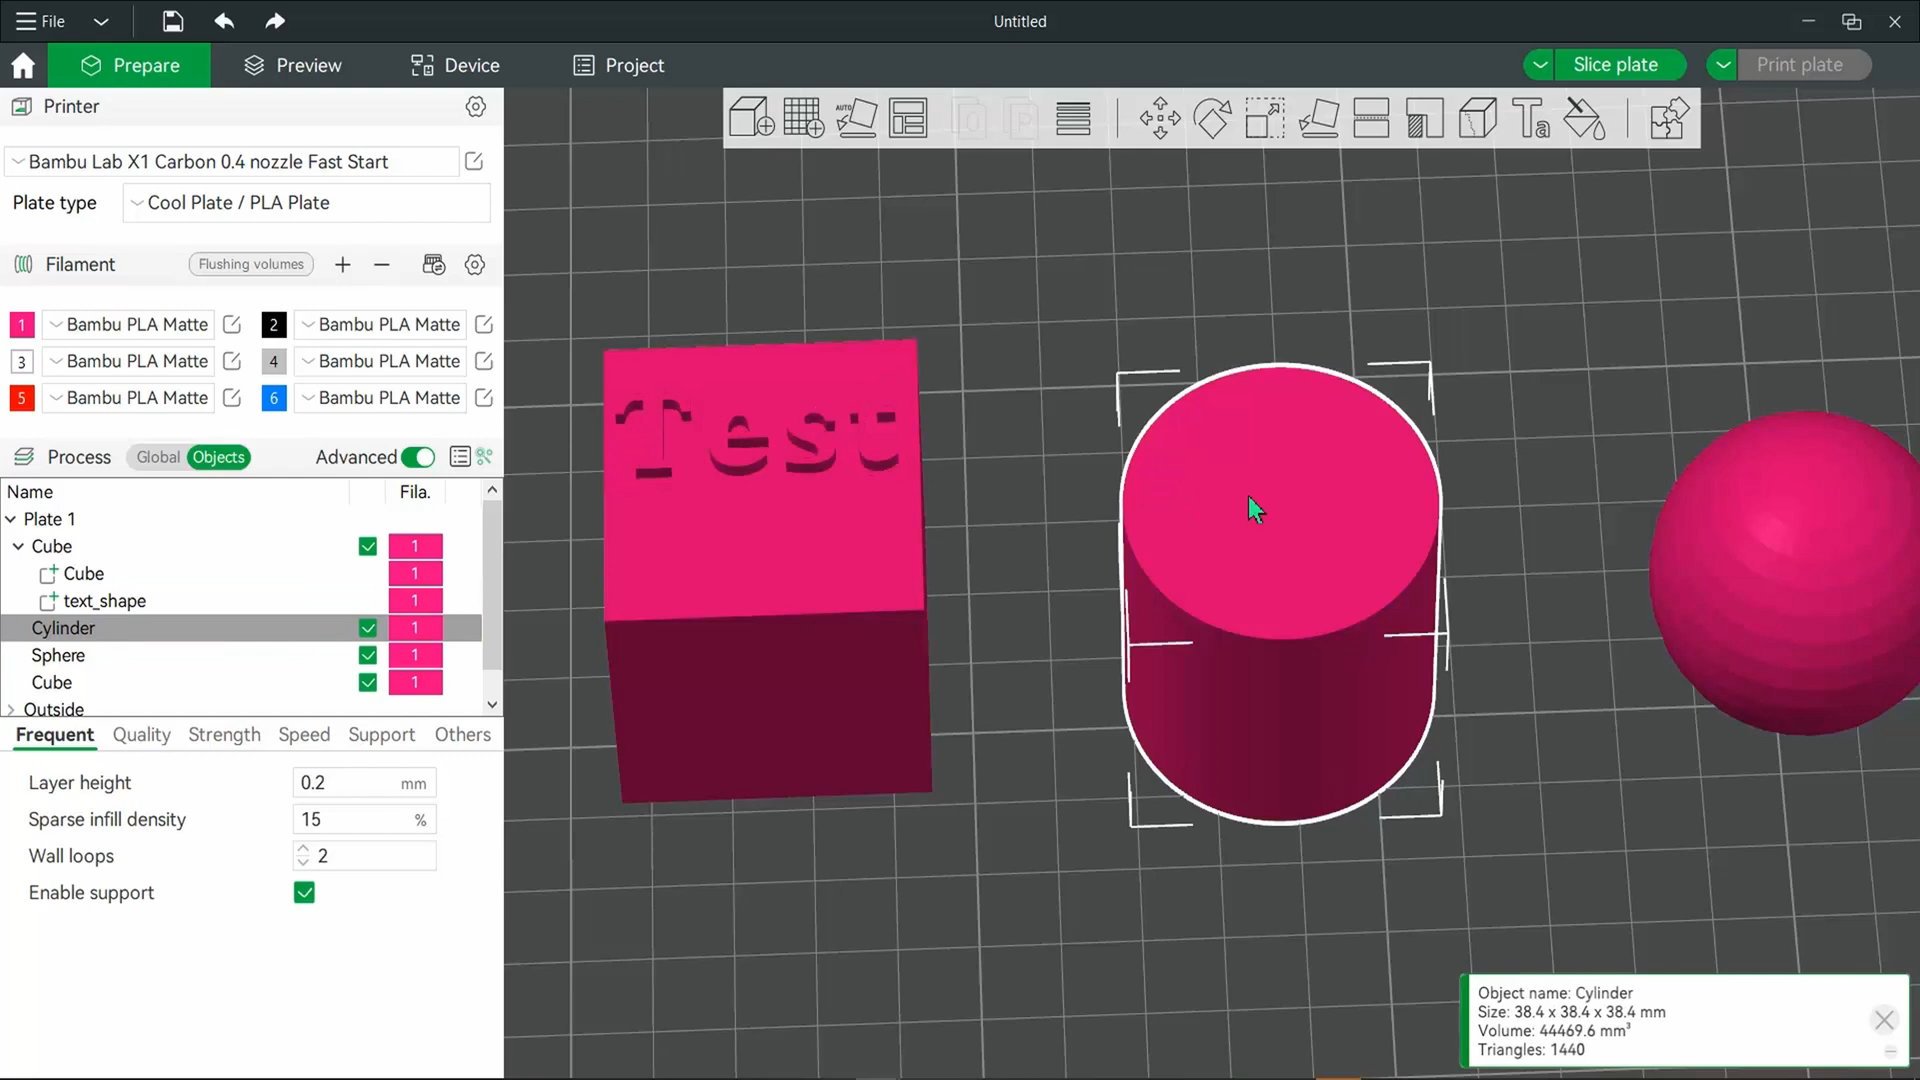 File
Untitled
Prepare
Preview
Device
Project
Slice plate
Print plate
Printer
Bambu Lab X1 Carbon 0.4 nozzle Fast Start
Plate type
Cool Plate / PLA Plate
Filament
Flushing volumes
1 Bambu PLA Matte
2 Bambu PLA Matte
3 Bambu PLA Matte
4 Bambu PLA Matte
5 Bambu PLA Matte
6 Bambu PLA Matte
Process
Global
Objects
Advanced
Name Fila.
Plate 1
Cube 1
Cube 1
text_shape 1
Cylinder 1
Sphere 1
Cube 1
Outside
Frequent
Quality
Strength
Speed
Support
Others
Layer height 0.2 mm
Sparse infill density 15 %
Wall loops 2
Enable support
AUTO
Test
Object name: Cylinder
Size: 38.4 x 38.4 x 38.4 mm
Volume: 44469.6 mm³
Triangles: 1440